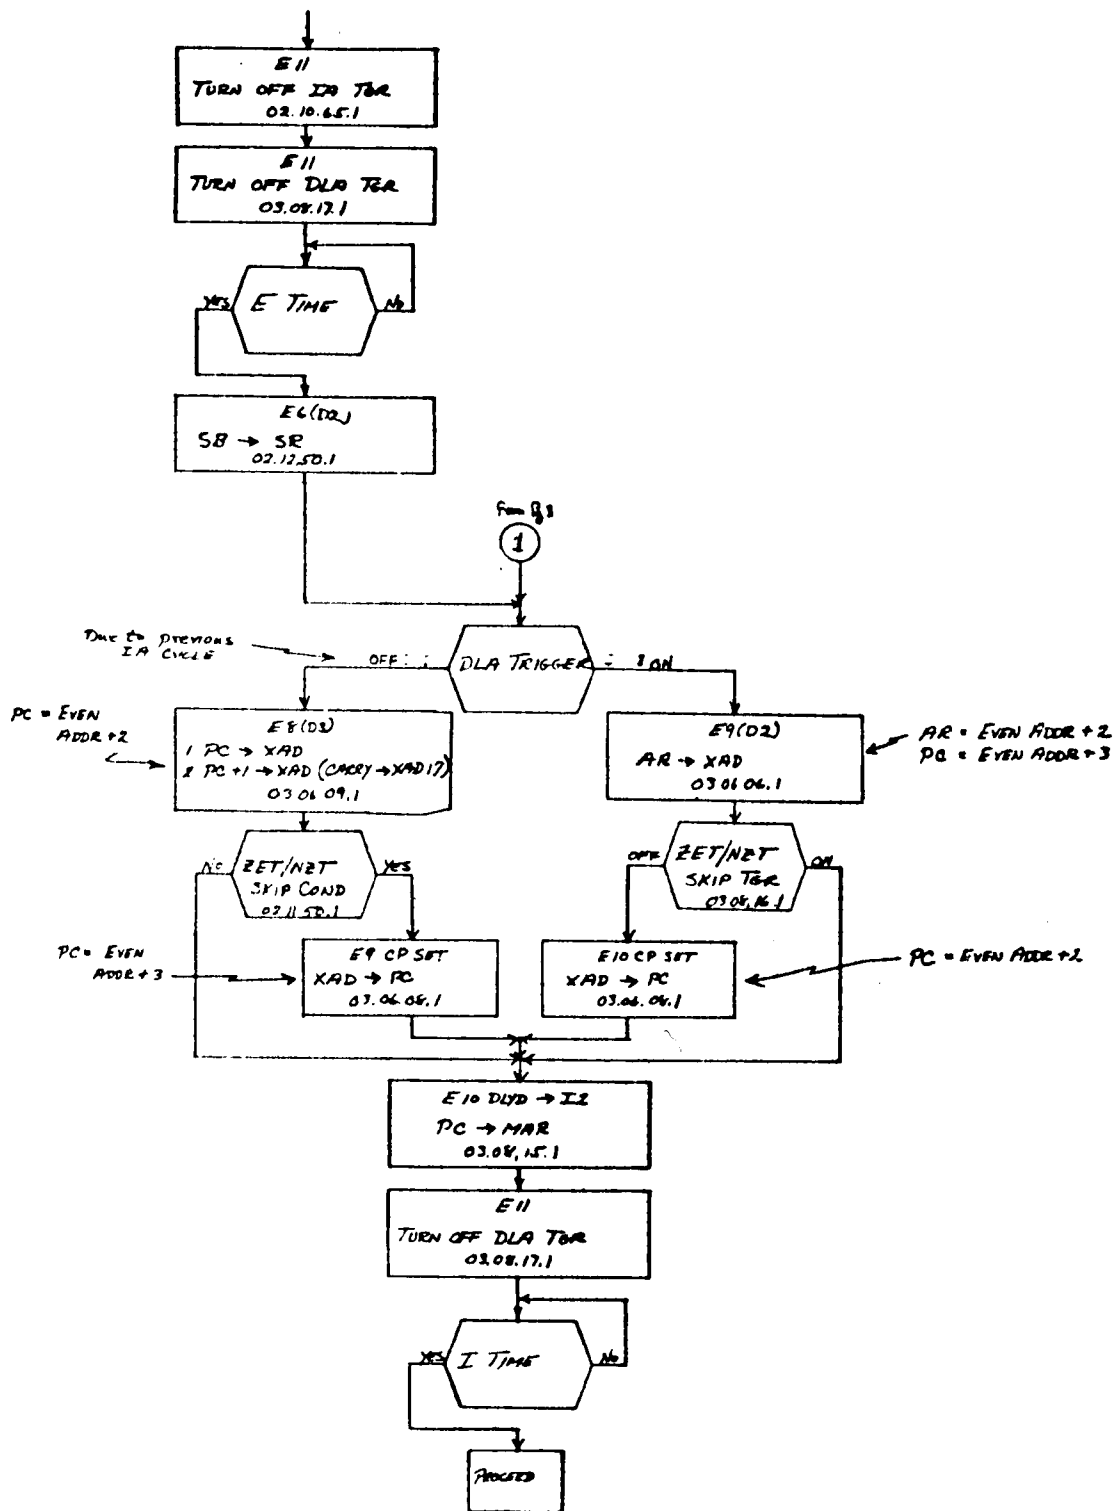 E11
TURN OFF IA TGR
02.10.65.1
E11
TURN OFF DLA TGR
03.08.17.1
YES
E TIME
NO
E6(D2)
SB → SR
02.12.50.1
1
DUE to previous
IA CYCLE
OFF
DLA TRIGGER
ON
PC = EVEN
ADDR +2
E8(D3)
1 PC → XAD
2 PC +1 → XAD (CARRY → XAD17)
03.06.09.1
E9(D2)
AR → XAD
03.06.06.1
AR = EVEN ADDR +2
PC = EVEN ADDR +3
NO
ZET/NZT
SKIP COND
02.11.50.1
YES
OFF
ZET/NZT
SKIP TGR
03.08.16.1
ON
PC = EVEN
ADDR +3
E9 CP SET
XAD → PC
03.06.08.1
E10 CP SET
XAD → PC
03.06.08.1
PC = EVEN ADDR +2
E10 DLYD → I2
PC → MAR
03.08.15.1
E11
TURN OFF DLA TGR
03.08.17.1
YES
I TIME
NO
PROCEED